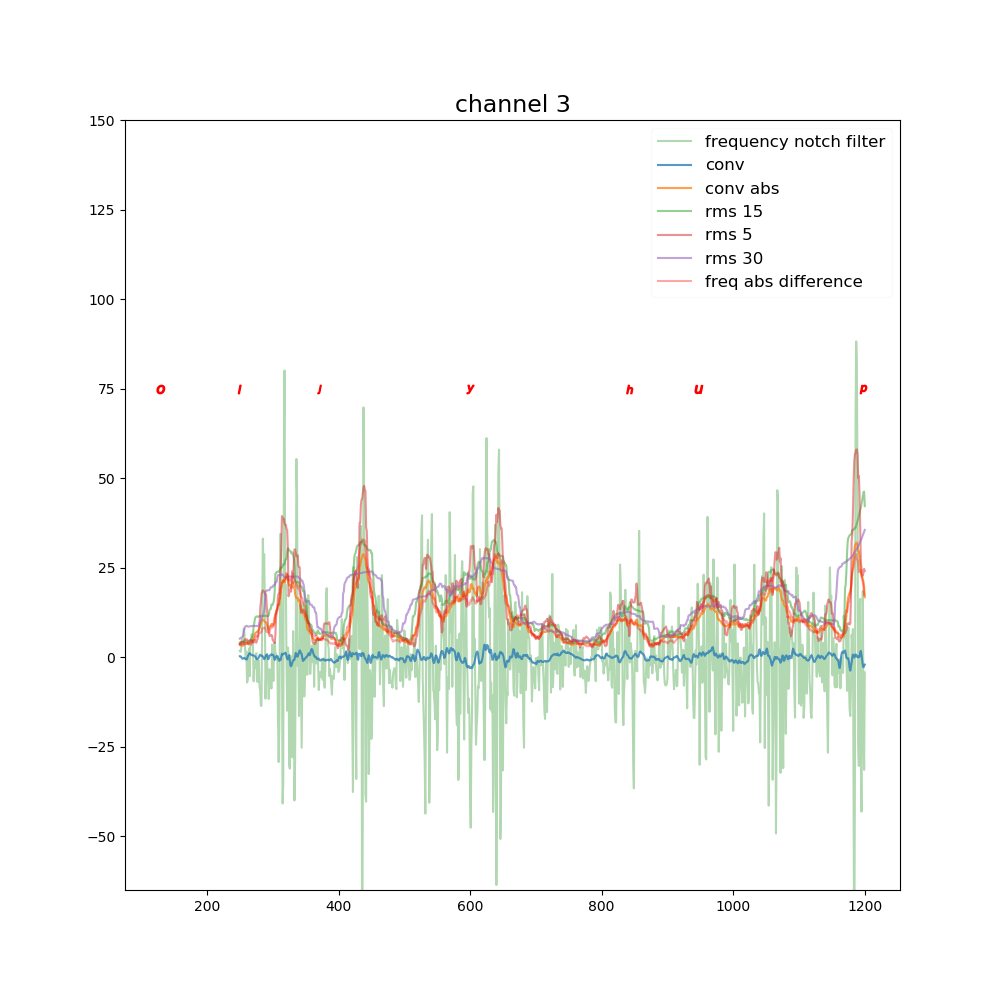 channel 3
150
125
100
75
50
25
0
−25
−50
frequency notch filter
conv
conv abs
rms 15
rms 5
rms 30
freq abs difference
o l j y h u p
200 400 600 800 1000 1200